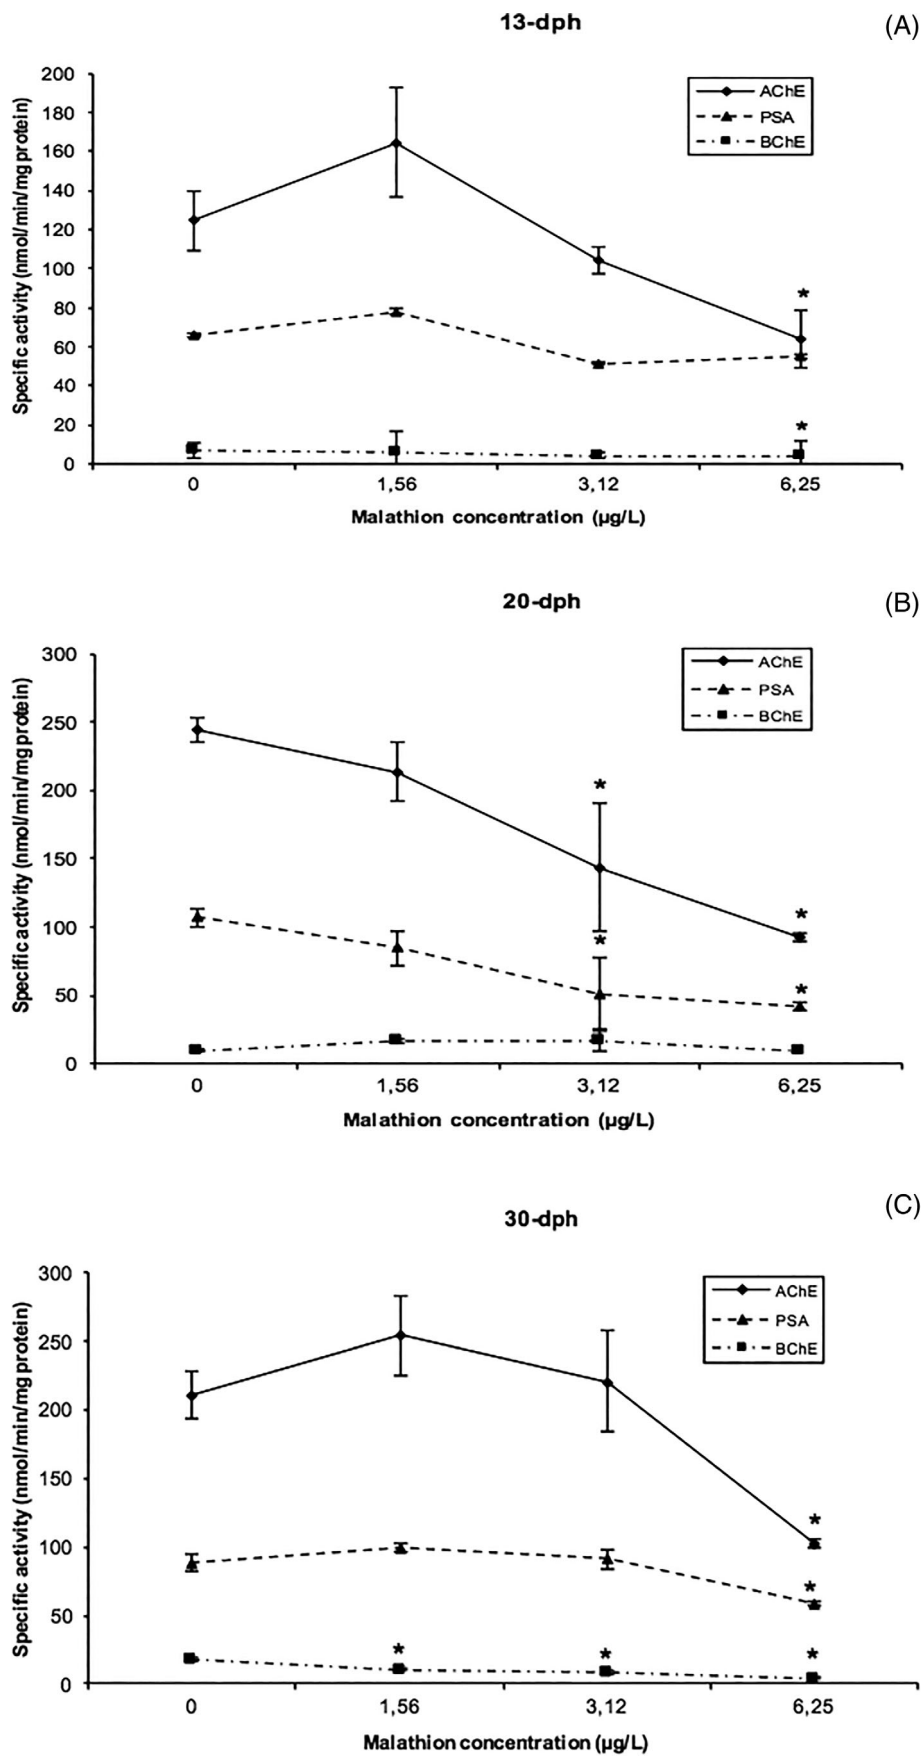 13-dph
(A)
Specific activity (nmol/min/mg protein)
200
180
160
140
120
100
80
60
40
20
0
AChE
PSA
BChE
*
*
0 1,56 3,12 6,25
Malathion concentration (µg/L)
20-dph
(B)
Specific activity (nmol/min/mg protein)
300
250
200
150
100
50
0
AChE
PSA
BChE
*
*
*
*
0 1,56 3,12 6,25
Malathion concentration (µg/L)
30-dph
(C)
Specific activity (nmol/min/mg protein)
300
250
200
150
100
50
0
AChE
PSA
BChE
*
*
* * *
0 1,56 3,12 6,25
Malathion concentration (µg/L)